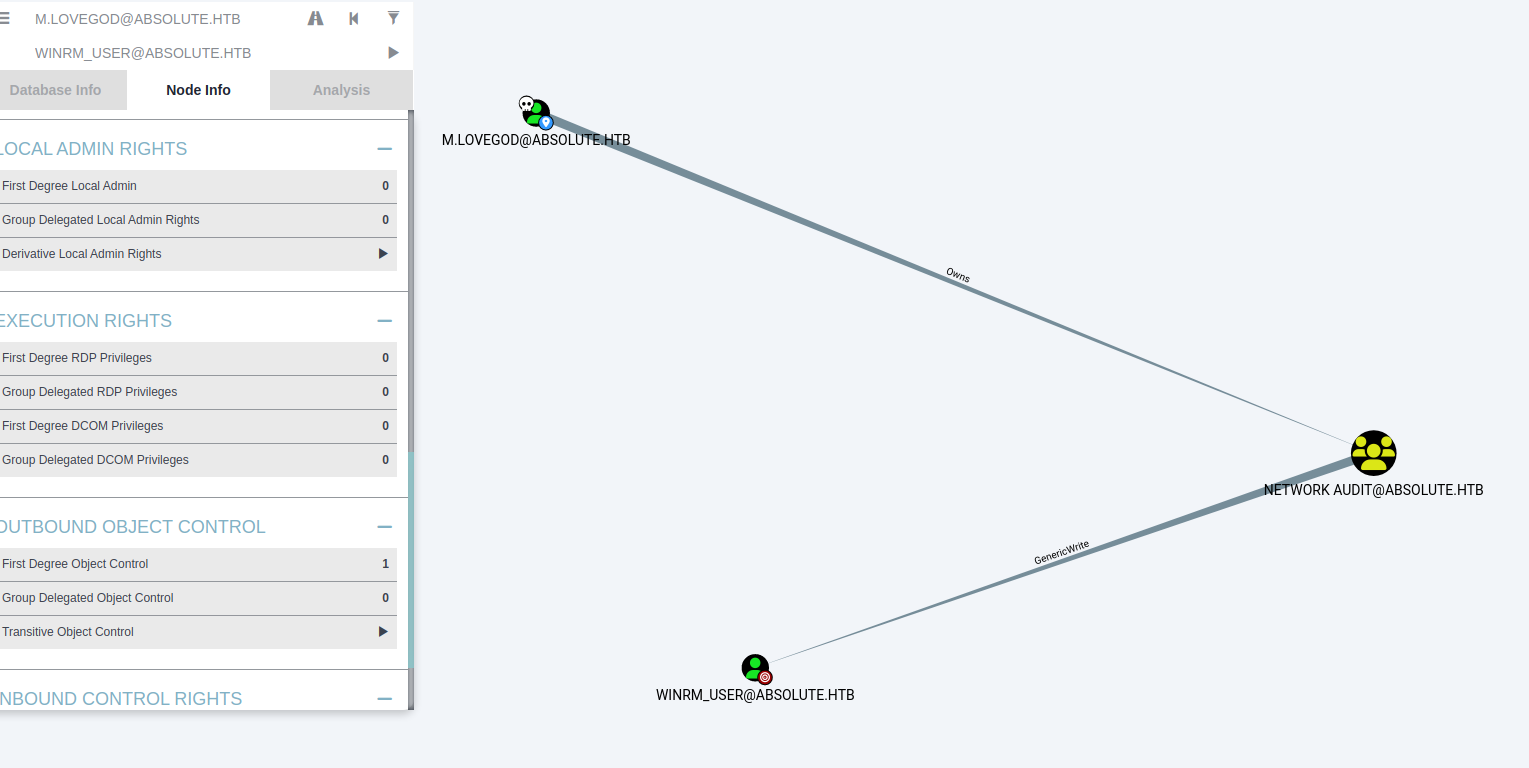 M.LOVEGOD@ABSOLUTE.HTB
WINRM_USER@ABSOLUTE.HTB
Database Info Node Info Analysis
LOCAL ADMIN RIGHTS
First Degree Local Admin 0
Group Delegated Local Admin Rights 0
Derivative Local Admin Rights
EXECUTION RIGHTS
First Degree RDP Privileges 0
Group Delegated RDP Privileges 0
First Degree DCOM Privileges 0
Group Delegated DCOM Privileges 0
OUTBOUND OBJECT CONTROL
First Degree Object Control 1
Group Delegated Object Control 0
Transitive Object Control
INBOUND CONTROL RIGHTS
M.LOVEGOD@ABSOLUTE.HTB
Owns
NETWORK AUDIT@ABSOLUTE.HTB
GenericWrite
WINRM_USER@ABSOLUTE.HTB